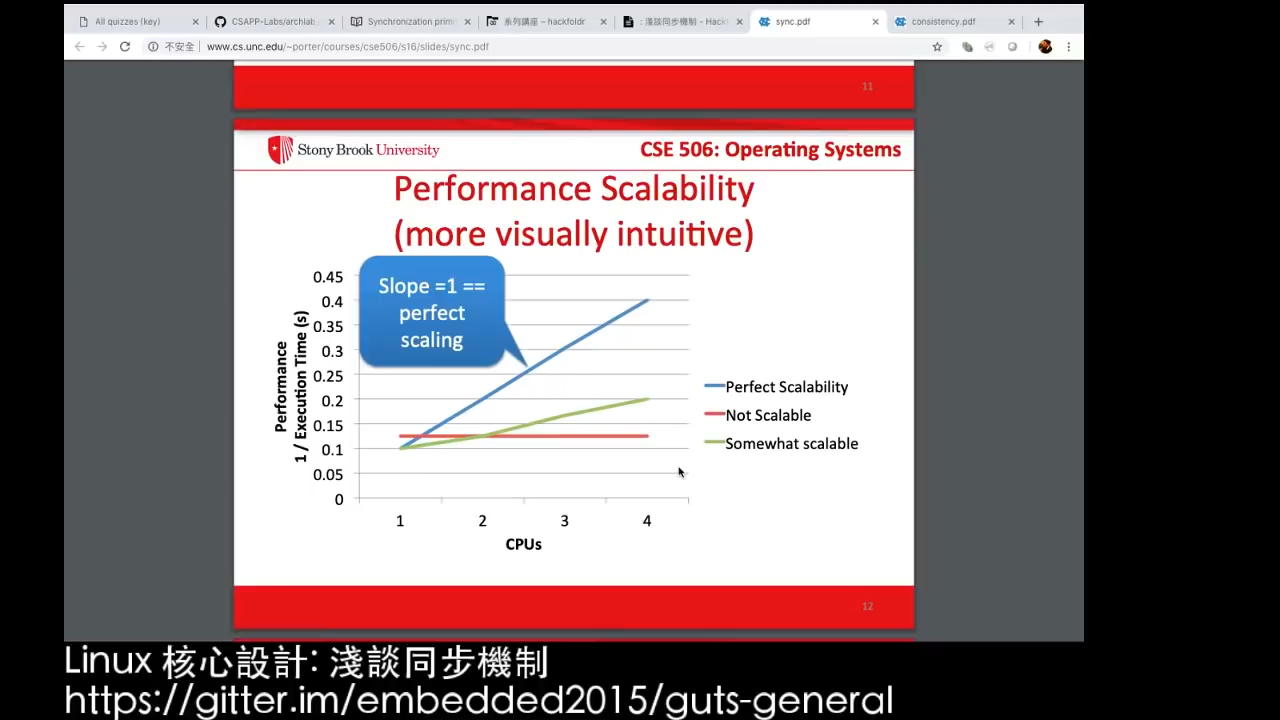 All quizzes (key)
CSAPP-Labs/archlab
Synchronization primi
系列講座 – hackfoldr
: 淺談同步機制 - Hack
sync.pdf
consistency.pdf
不安全
www.cs.unc.edu/~porter/courses/cse506/s16/slides/sync.pdf
11
Stony Brook University
CSE 506: Operating Systems
Performance Scalability
(more visually intuitive)
Slope =1 ==
perfect
scaling
Performance
1 / Execution Time (s)
0.45
0.4
0.35
0.3
0.25
0.2
0.15
0.1
0.05
0
1 2 3 4
CPUs
Perfect Scalability
Not Scalable
Somewhat scalable
12
Linux 核心設計: 淺談同步機制
https://gitter.im/embedded2015/guts-general